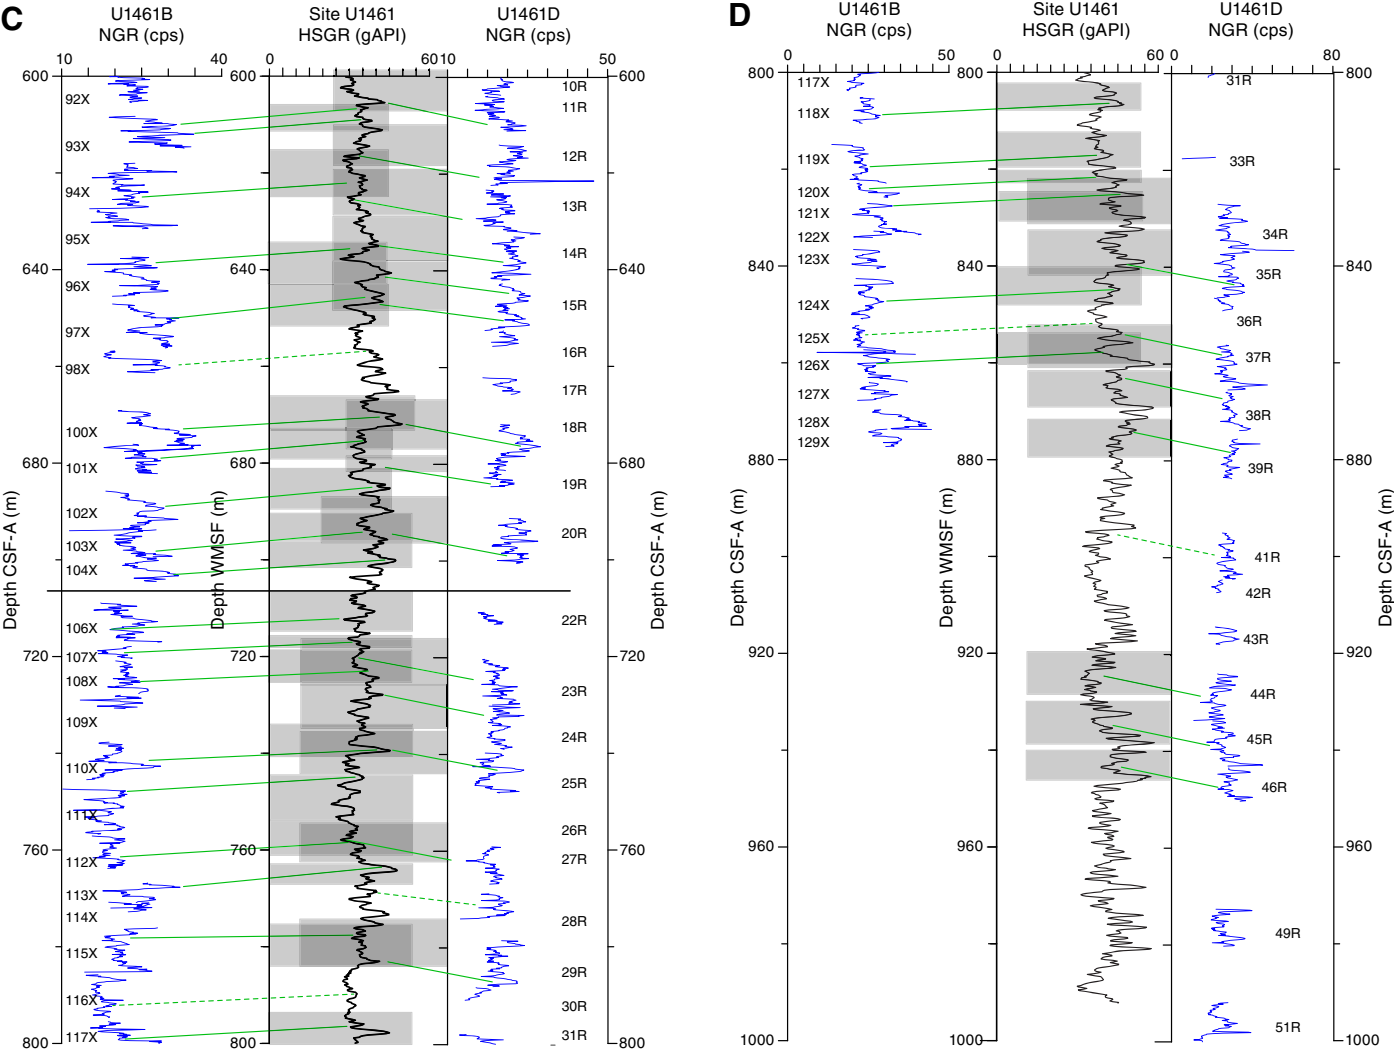 C
U1461B
NGR (cps)
Site U1461
HSGR (gAPI)
U1461D
NGR (cps)
10 40 0 60 10 50
600 600 600
640 640 640
680 680 680
720 720 720
760 760 760
800 800 800
Depth CSF-A (m)
Depth WMSF (m)
Depth CSF-A (m)
92X
93X
94X
95X
96X
97X
98X
100X
101X
102X
103X
104X
106X
107X
108X
109X
110X
111X
112X
113X
114X
115X
116X
117X
10R
11R
12R
13R
14R
15R
16R
17R
18R
19R
20R
22R
23R
24R
25R
26R
27R
28R
29R
30R
31R
D
U1461B
NGR (cps)
Site U1461
HSGR (gAPI)
U1461D
NGR (cps)
0 50 0 60 0 80
800 800 800
840 840 840
880 880 880
920 920 920
960 960 960
1000 1000 1000
Depth CSF-A (m)
Depth WMSF (m)
Depth CSF-A (m)
117X
118X
119X
120X
121X
122X
123X
124X
125X
126X
127X
128X
129X
31R
33R
34R
35R
36R
37R
38R
39R
41R
42R
43R
44R
45R
46R
49R
51R